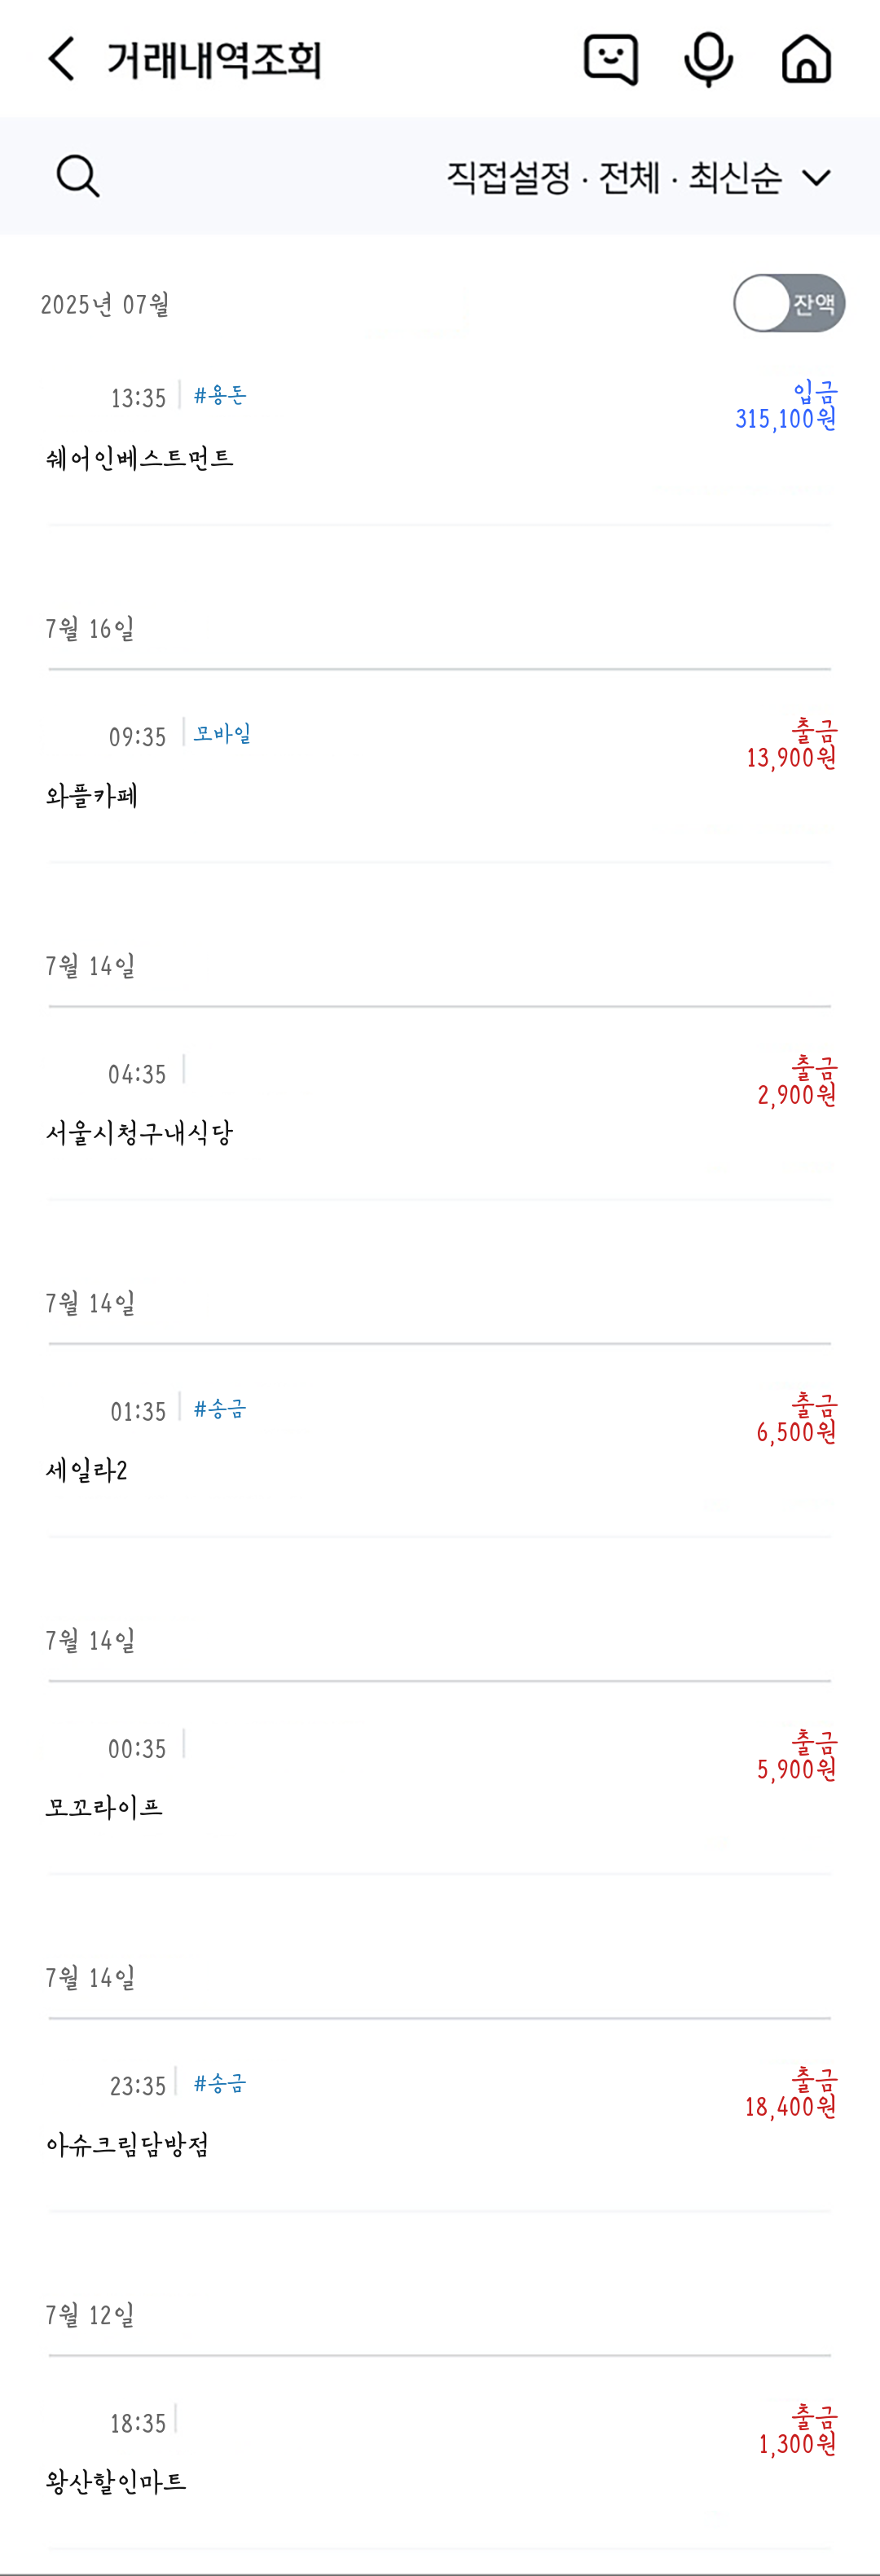 거래내역조회
직접설정 · 전체 · 최신순
2025년 07월 잔액
13:35 #용돈 입금
315,100원
쉐어인베스트먼트
7월 16일
09:35 모바일 출금
13,900원
와플카페
7월 14일
04:35 출금
2,900원
서울시청구내식당
7월 14일
01:35 #송금 출금
6,500원
세일라2
7월 14일
00:35 출금
5,900원
모꼬라이프
7월 14일
23:35 #송금 출금
18,400원
아슈크림담방점
7월 12일
18:35 출금
1,300원
왕산할인마트